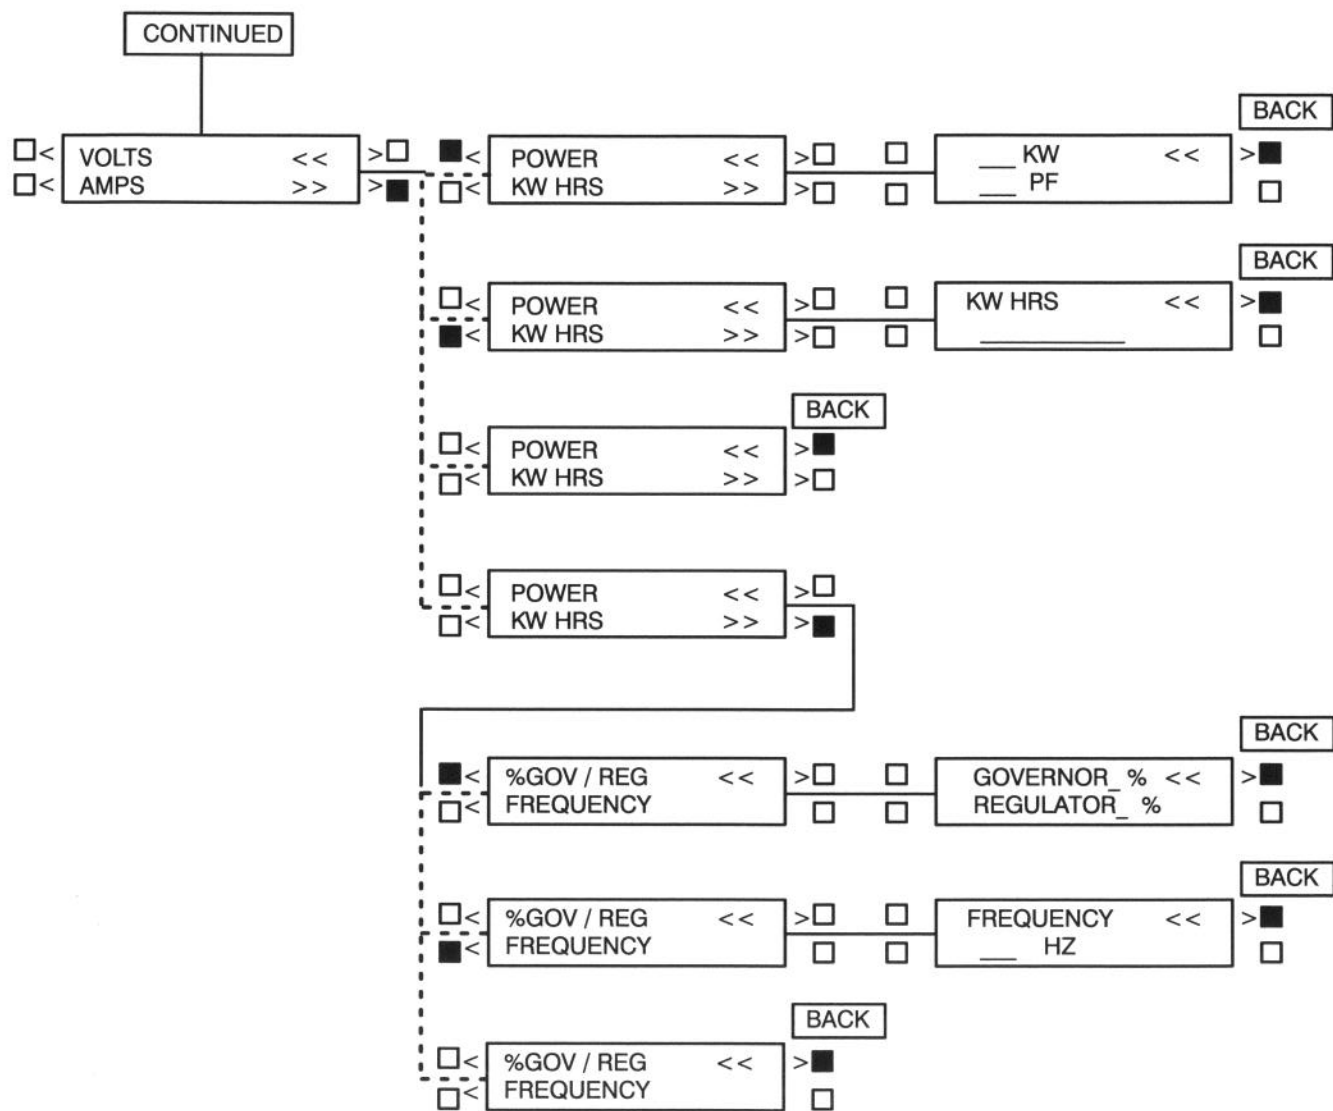 CONTINUED
VOLTS <<
AMPS >>
BACK
POWER <<
KW HRS >>
___ KW <<
___ PF
BACK
POWER <<
KW HRS >>
KW HRS <<
__________
BACK
POWER <<
KW HRS >>
POWER <<
KW HRS >>
BACK
%GOV / REG <<
FREQUENCY
GOVERNOR_ % <<
REGULATOR_ %
BACK
%GOV / REG <<
FREQUENCY
FREQUENCY <<
___ HZ
BACK
%GOV / REG <<
FREQUENCY